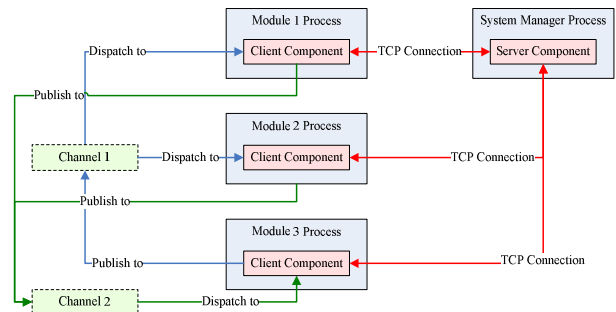 Module 1 Process
System Manager Process
Dispatch to
Client Component
TCP Connection
Server Component
Publish to
Module 2 Process
Channel 1
Dispatch to
Client Component
TCP Connection
Publish to
Module 3 Process
Publish to
Client Component
TCP Connection
Channel 2
Dispatch to